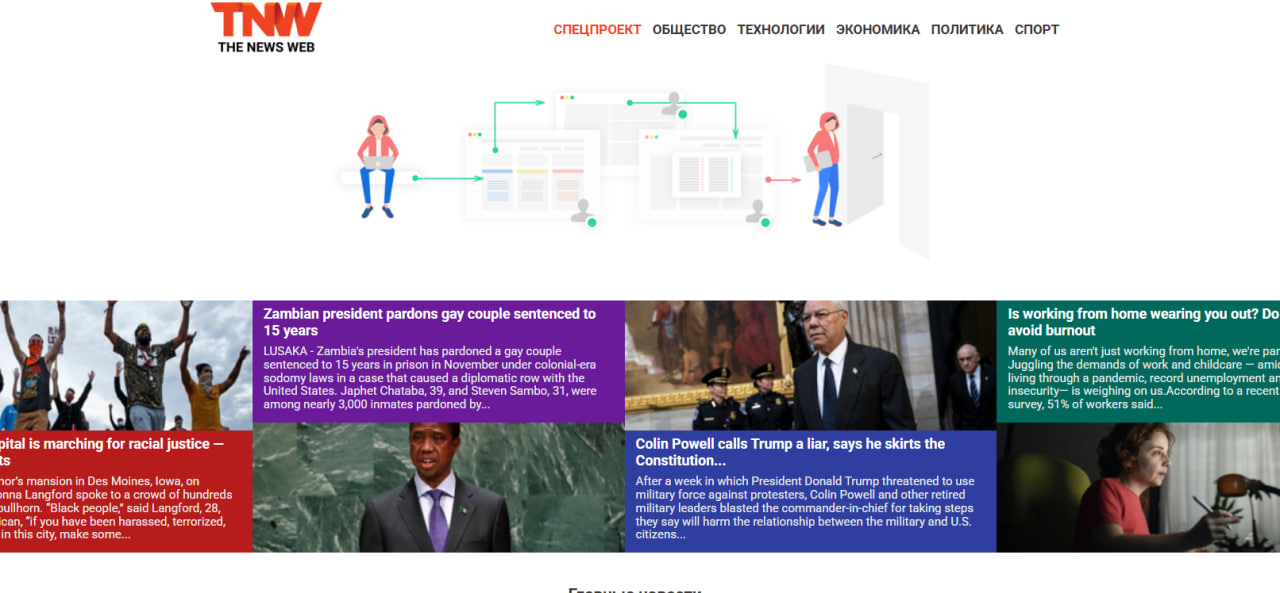 TNW
THE NEWS WEB
СПЕЦПРОЕКТ ОБЩЕСТВО ТЕХНОЛОГИИ ЭКОНОМИКА ПОЛИТИКА СПОРТ
pital is marching for racial justice —
ts
nor's mansion in Des Moines, Iowa, on
onna Langford spoke to a crowd of hundreds
bullhorn. "Black people," said Langford, 28,
ican, "if you have been harassed, terrorized,
in this city, make some...
Zambian president pardons gay couple sentenced to
15 years
LUSAKA - Zambia's president has pardoned a gay couple
sentenced to 15 years in prison in November under colonial-era
sodomy laws in a case that caused a diplomatic row with the
United States. Japhet Chataba, 39, and Steven Sambo, 31, were
among nearly 3,000 inmates pardoned by...
Colin Powell calls Trump a liar, says he skirts the
Constitution...
After a week in which President Donald Trump threatened to use
military force against protesters, Colin Powell and other retired
military leaders blasted the commander-in-chief for taking steps
they say will harm the relationship between the military and U.S.
citizens...
Is working from home wearing you out? Do
avoid burnout
Many of us aren't just working from home, we're par
Juggling the demands of work and childcare — amid
living through a pandemic, record unemployment an
insecurity— is weighing on us.According to a recent
survey, 51% of workers said...
Главные новости